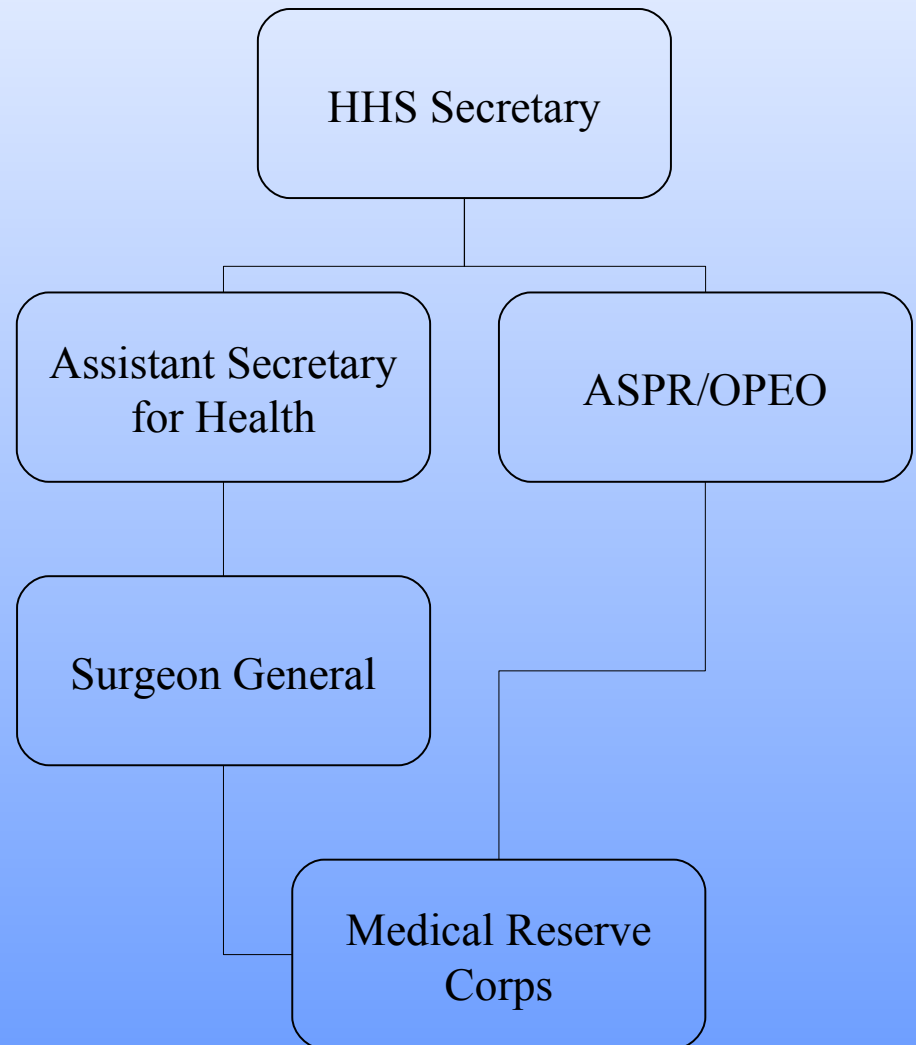 HHS Secretary
Assistant Secretary
for Health
ASPR/OPEO
Surgeon General
Medical Reserve
Corps